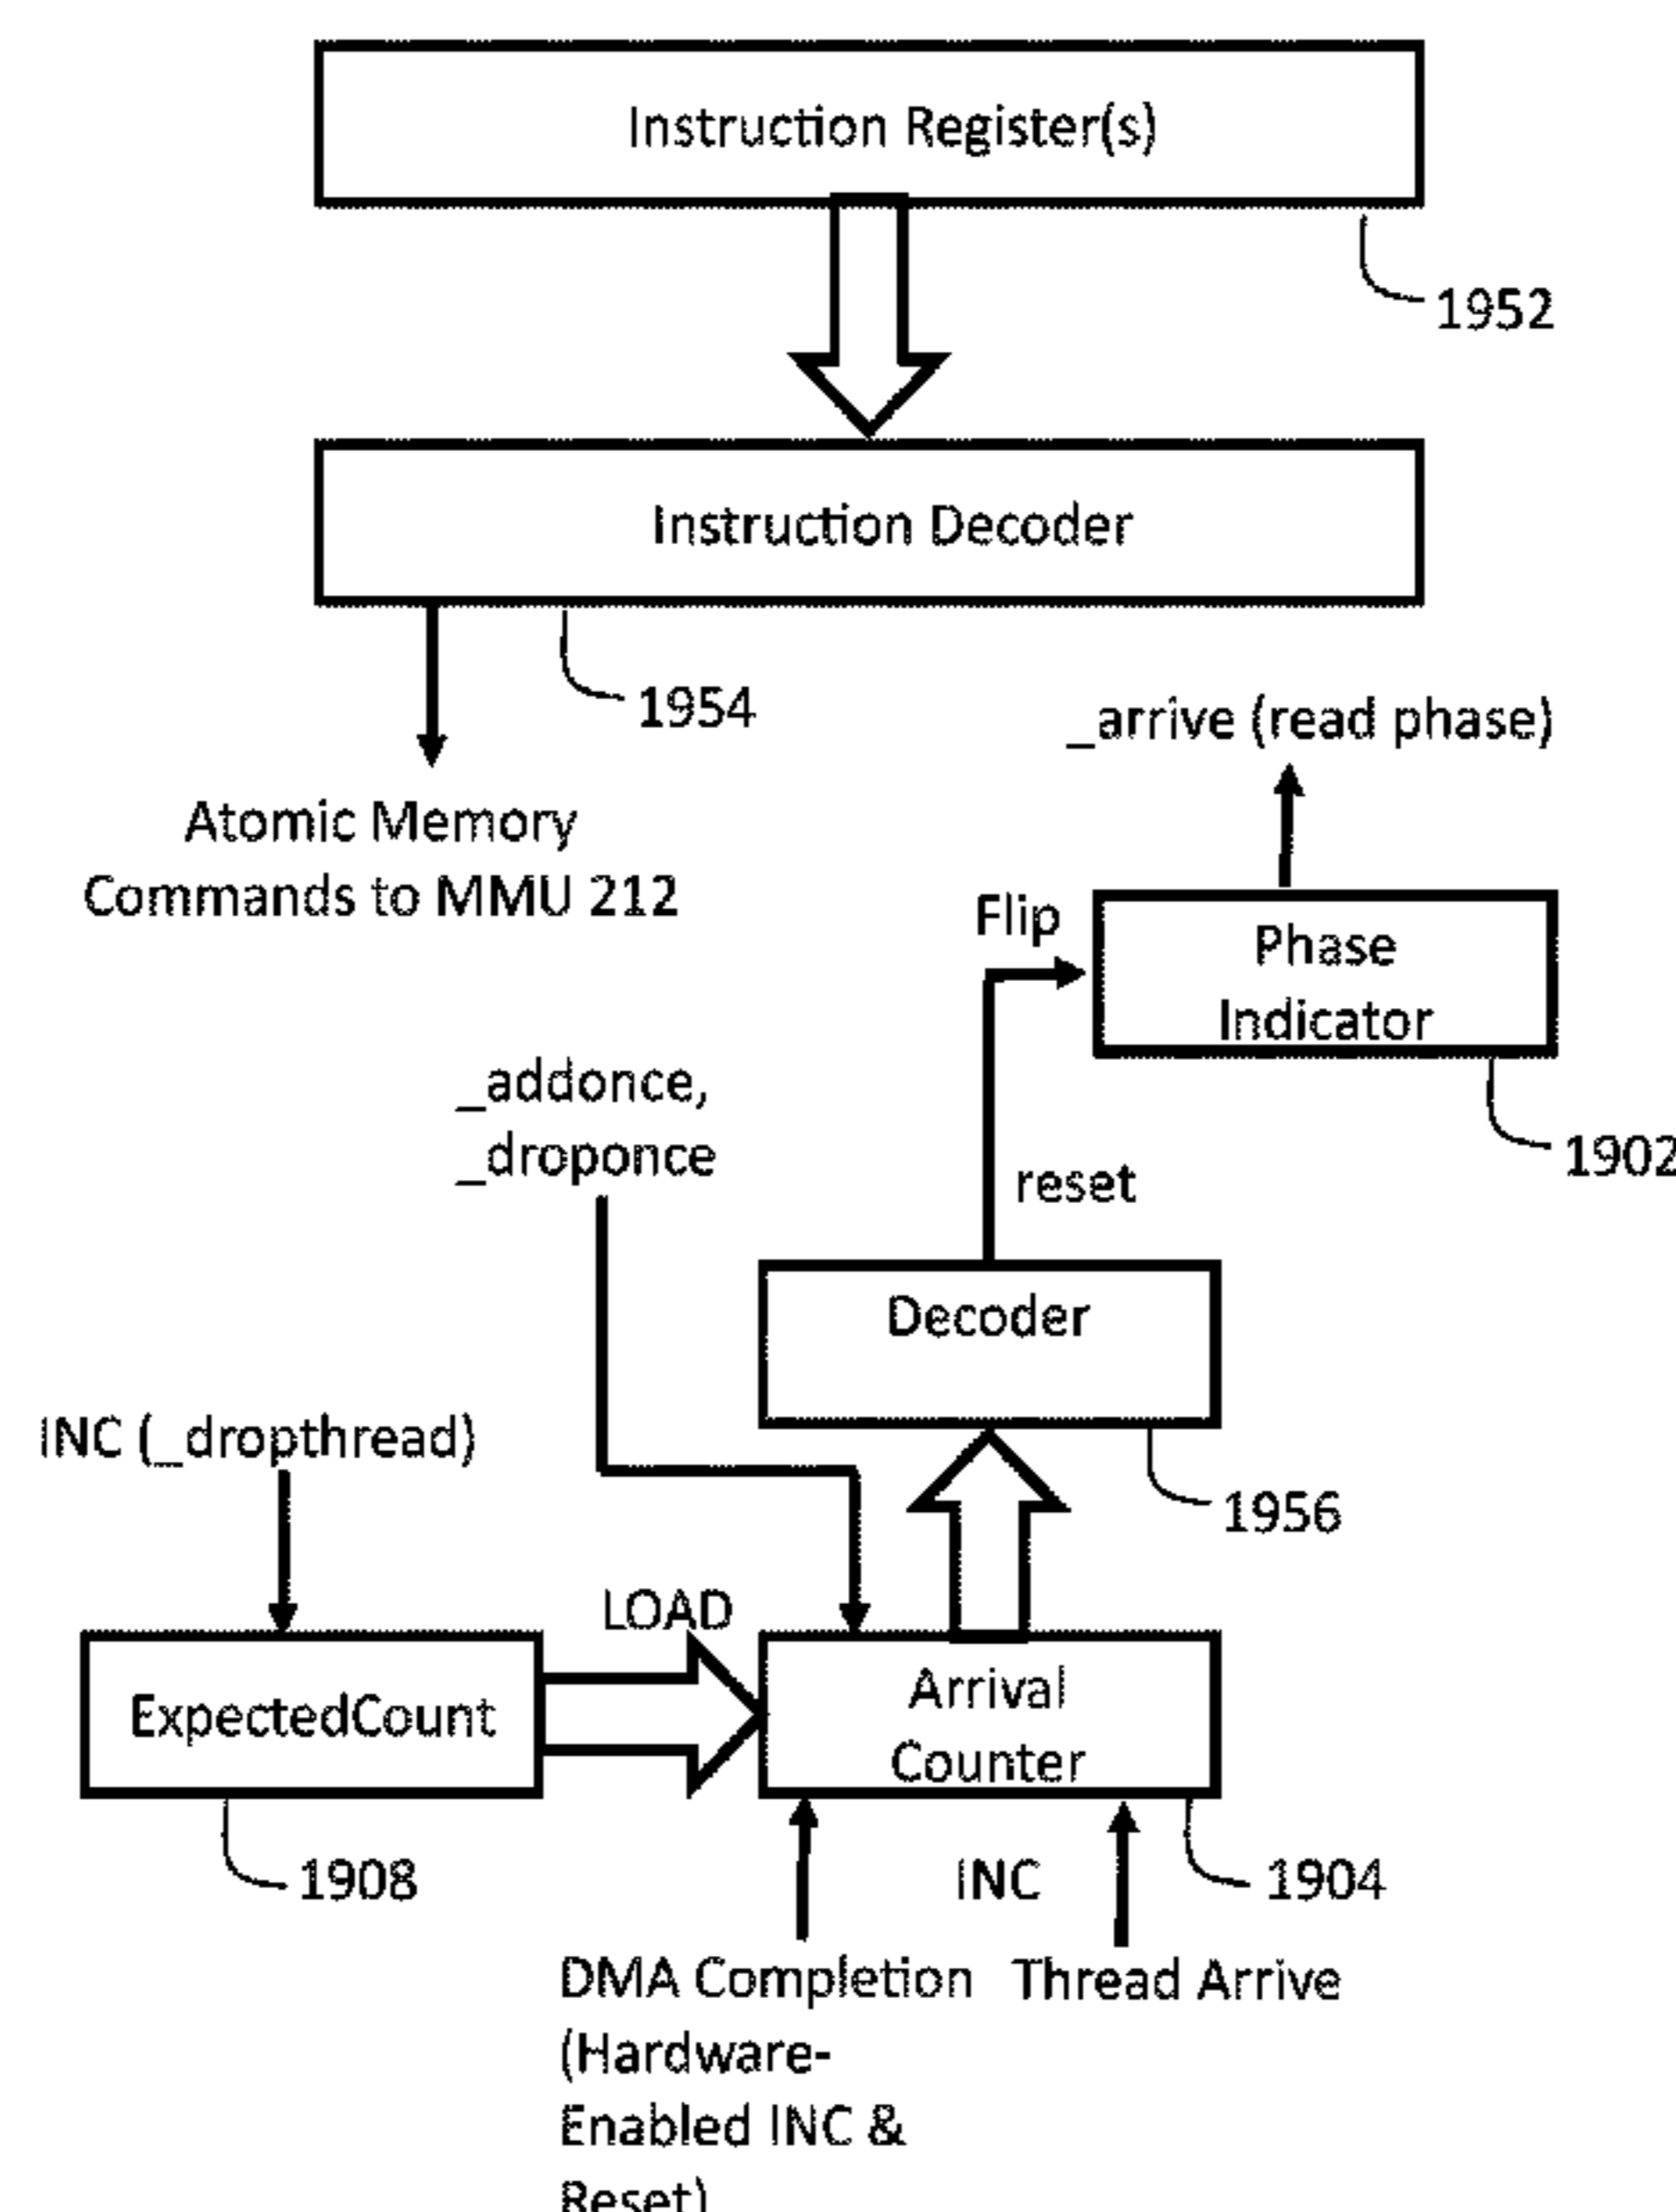 Instruction Register(s)
1952
Instruction Decoder
1954
_arrive (read phase)
Atomic Memory
Commands to MMU 212
Flip
Phase
Indicator
1902
_addonce,
_droponce
reset
Decoder
INC (_dropthread)
1956
LOAD
ExpectedCount
Arrival
Counter
1908
INC
1904
DMA Completion
(Hardware-
Enabled INC &
Reset)
Thread Arrive